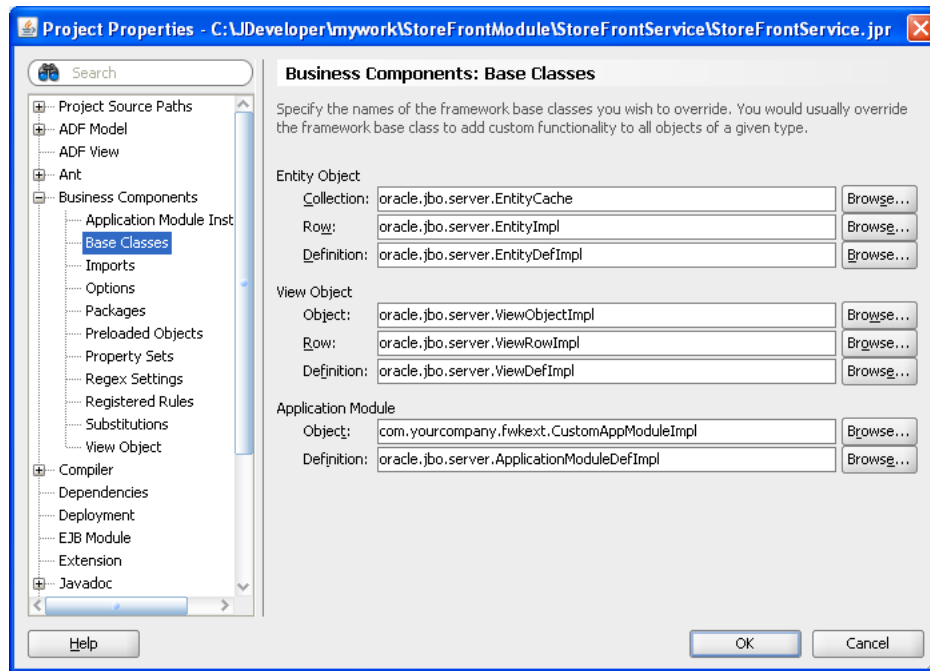 Project Properties - C:\JDeveloper\mywork\StoreFrontModule\StoreFrontService\StoreFrontService.jpr
Search
Project Source Paths
ADF Model
ADF View
Ant
Business Components
Application Module Inst
Base Classes
Imports
Options
Packages
Preloaded Objects
Property Sets
Regex Settings
Registered Rules
Substitutions
View Object
Compiler
Dependencies
Deployment
EJB Module
Extension
Javadoc
Business Components: Base Classes
Specify the names of the framework base classes you wish to override. You would usually override
the framework base class to add custom functionality to all objects of a given type.
Entity Object
Collection: oracle.jbo.server.EntityCache Browse...
Row: oracle.jbo.server.EntityImpl Browse...
Definition: oracle.jbo.server.EntityDefImpl Browse...
View Object
Object: oracle.jbo.server.ViewObjectImpl Browse...
Row: oracle.jbo.server.ViewRowImpl Browse...
Definition: oracle.jbo.server.ViewDefImpl Browse...
Application Module
Object: com.yourcompany.fwkext.CustomAppModuleImpl Browse...
Definition: oracle.jbo.server.ApplicationModuleDefImpl Browse...
Help OK Cancel